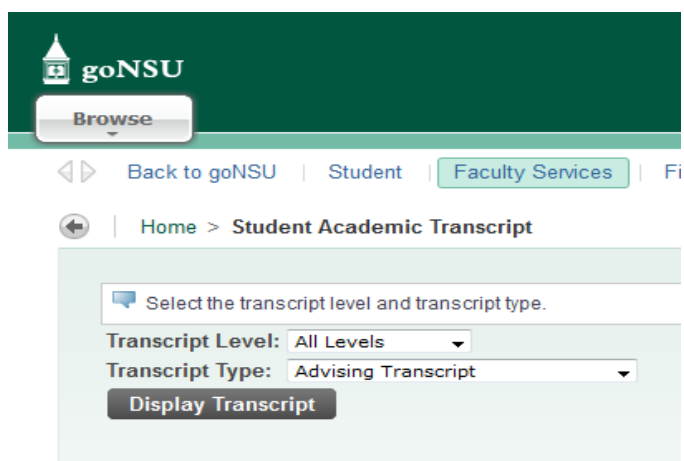 goNSU
Browse
Back to goNSU | Student | Faculty Services | Fi
Home > Student Academic Transcript
Select the transcript level and transcript type.
Transcript Level: All Levels
Transcript Type: Advising Transcript
Display Transcript